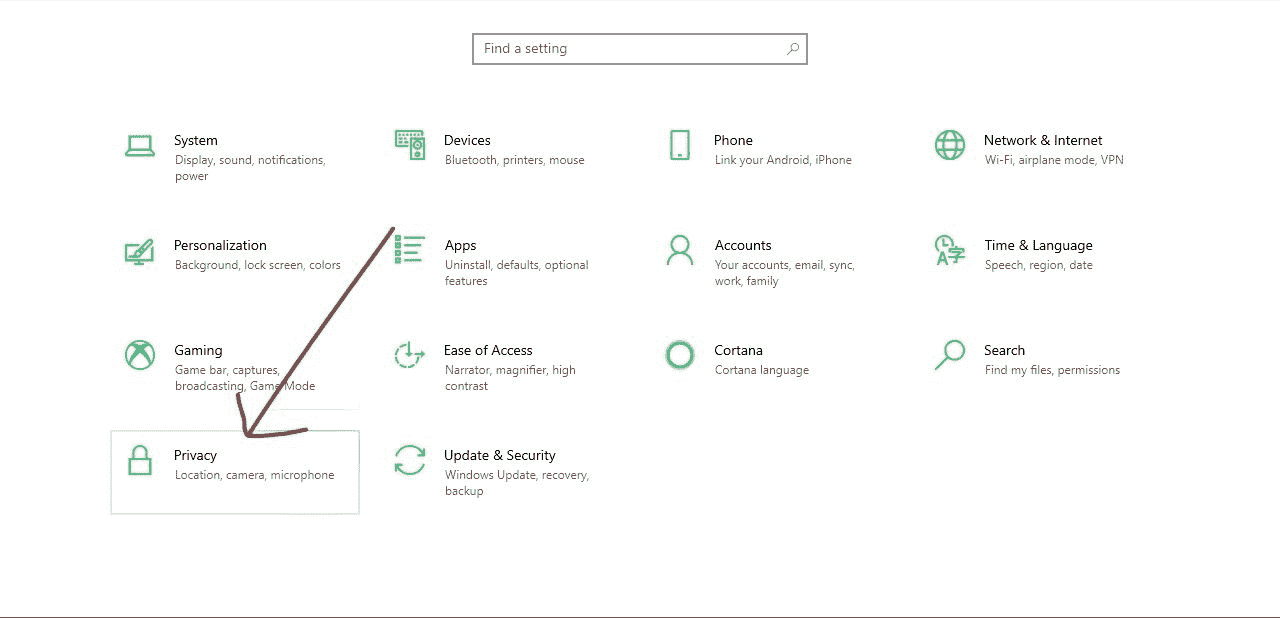 Find a setting
System
Display, sound, notifications,
power
Devices
Bluetooth, printers, mouse
Phone
Link your Android, iPhone
Network & Internet
Wi-Fi, airplane mode, VPN
Personalization
Background, lock screen, colors
Apps
Uninstall, defaults, optional
features
Accounts
Your accounts, email, sync,
work, family
Time & Language
Speech, region, date
Gaming
Game bar, captures,
broadcasting, Game Mode
Ease of Access
Narrator, magnifier, high
contrast
Cortana
Cortana language
Search
Find my files, permissions
Privacy
Location, camera, microphone
Update & Security
Windows Update, recovery,
backup